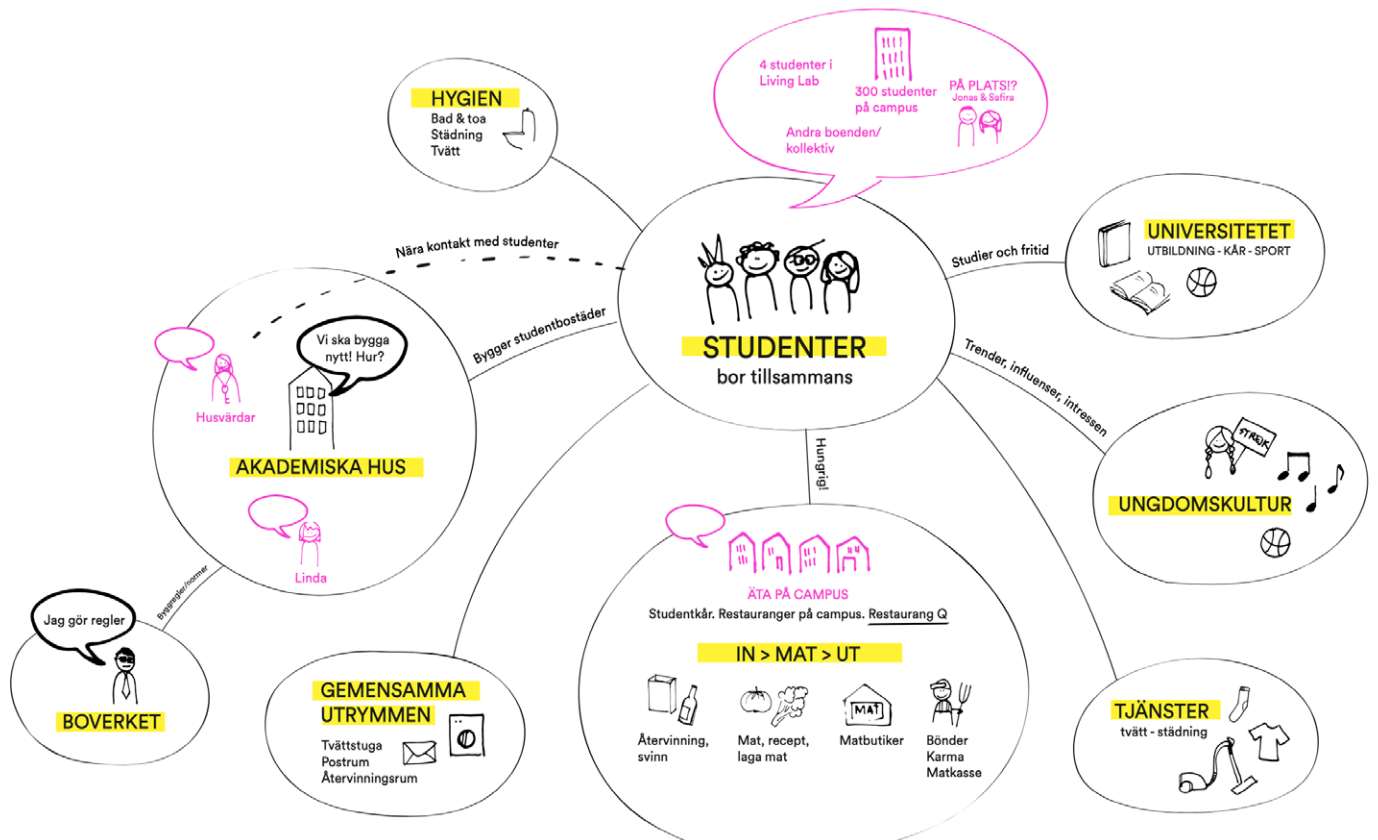 4 studenter i
Living Lab
300 studenter
på campus
PÅ PLATS!?
Jonas & Safira
Andra boenden/
kollektiv
HYGIEN
Bad & toa
Städning
Tvätt
Nära kontakt med studenter
Studier och fritid
UNIVERSITETET
UTBILDNING - KÅR - SPORT
STUDENTER
bor tillsammans
Bygger studentbostäder
Vi ska bygga
nytt! Hur?
Husvärdar
AKADEMISKA HUS
Linda
Trender, influenser, intressen
STREJK
UNGDOMSKULTUR
Hungrig!
Byggregler/normer
Jag gör regler
BOVERKET
ÄTA PÅ CAMPUS
Studentkår. Restauranger på campus. Restaurang Q
IN > MAT > UT
MAT
Återvinning,
svinn
Mat, recept,
laga mat
Matbutiker
Bönder
Karma
Matkasse
GEMENSAMMA
UTRYMMEN
Tvättstuga
Postrum
Återvinningsrum
TJÄNSTER
tvätt - städning